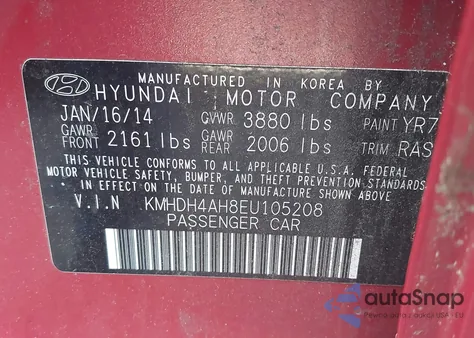 MANUFACTURED IN KOREA BY
HYUNDAI MOTOR COMPANY
JAN/16/14 GVWR 3880 lbs PAINT YR7
GAWR FRONT 2161 lbs GAWR REAR 2006 lbs TRIM RAS
THIS VEHICLE CONFORMS TO ALL APPLICABLE U.S.A. FEDERAL
MOTOR VEHICLE SAFETY, BUMPER, AND THEFT PREVENTION STANDARDS
IN EFFECT ON THE DATE OF MANUFACTURE SHOWN ABOVE.
V.I.N KMHDH4AH8EU105208
PASSENGER CAR
autoSnap